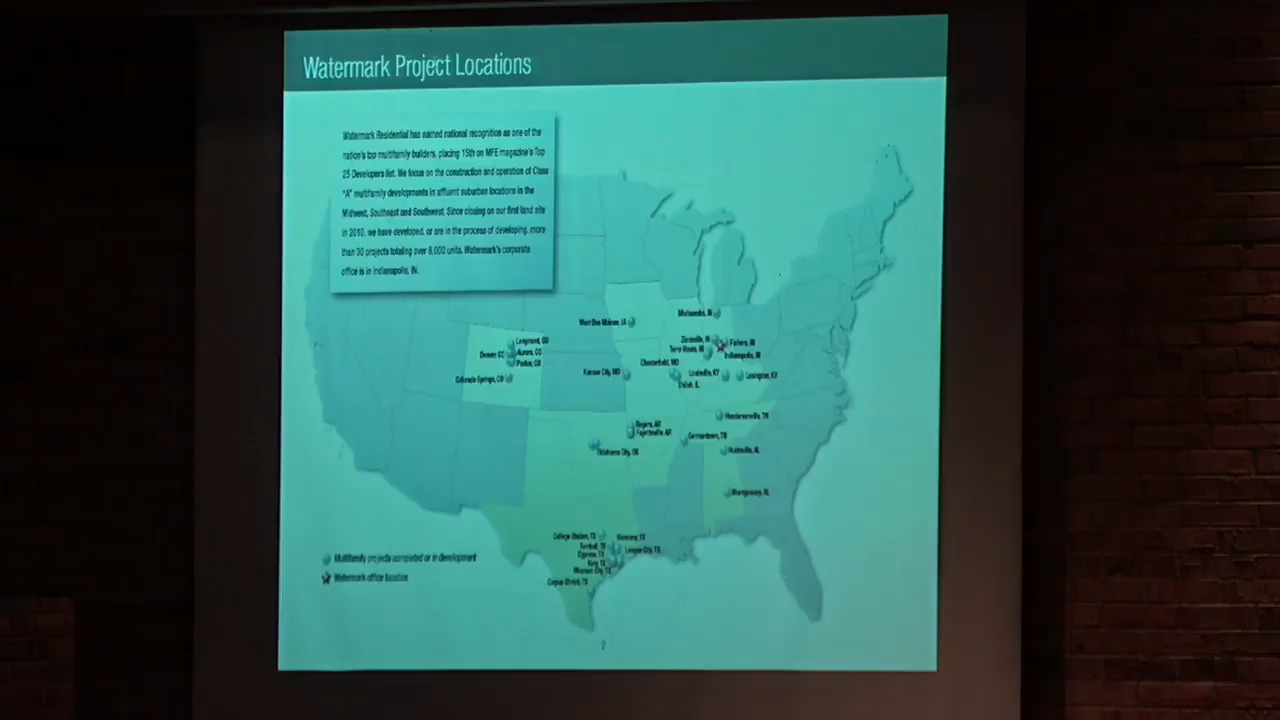 Watermark Project Locations
Watermark Residential has earned national recognition as one of the
nation's top multifamily builders, placing 15th on MFE magazine's Top
25 Developers list. We focus on the construction and operation of Class
"A" multifamily developments in affluent suburban locations in the
Midwest, Southeast and Southwest. Since closing on our first land site
in 2010, we have developed, or are in the process of developing, more
than 30 projects totaling over 8,000 units. Watermark's corporate
office is in Indianapolis, IN.
West Des Moines, IA
Mishawaka, IN
Longmont, CO
Zionsville, IN
Fishers, IN
Denver, CO
Aurora, CO
Terre Haute, IN
Indianapolis, IN
Parker, CO
Chesterfield, MO
Colorado Springs, CO
Kansas City, MO
Louisville, KY
Lexington, KY
Shiloh, IL
Hendersonville, TN
Rogers, AR
Fayetteville, AR
Germantown, TN
Oklahoma City, OK
Huntsville, AL
Montgomery, AL
College Station, TX
Tomball, TX
League City, TX
Cypress, TX
Katy, TX
Missouri City, TX
Corpus Christi, TX
Multifamily projects completed or in development
Watermark office location
2